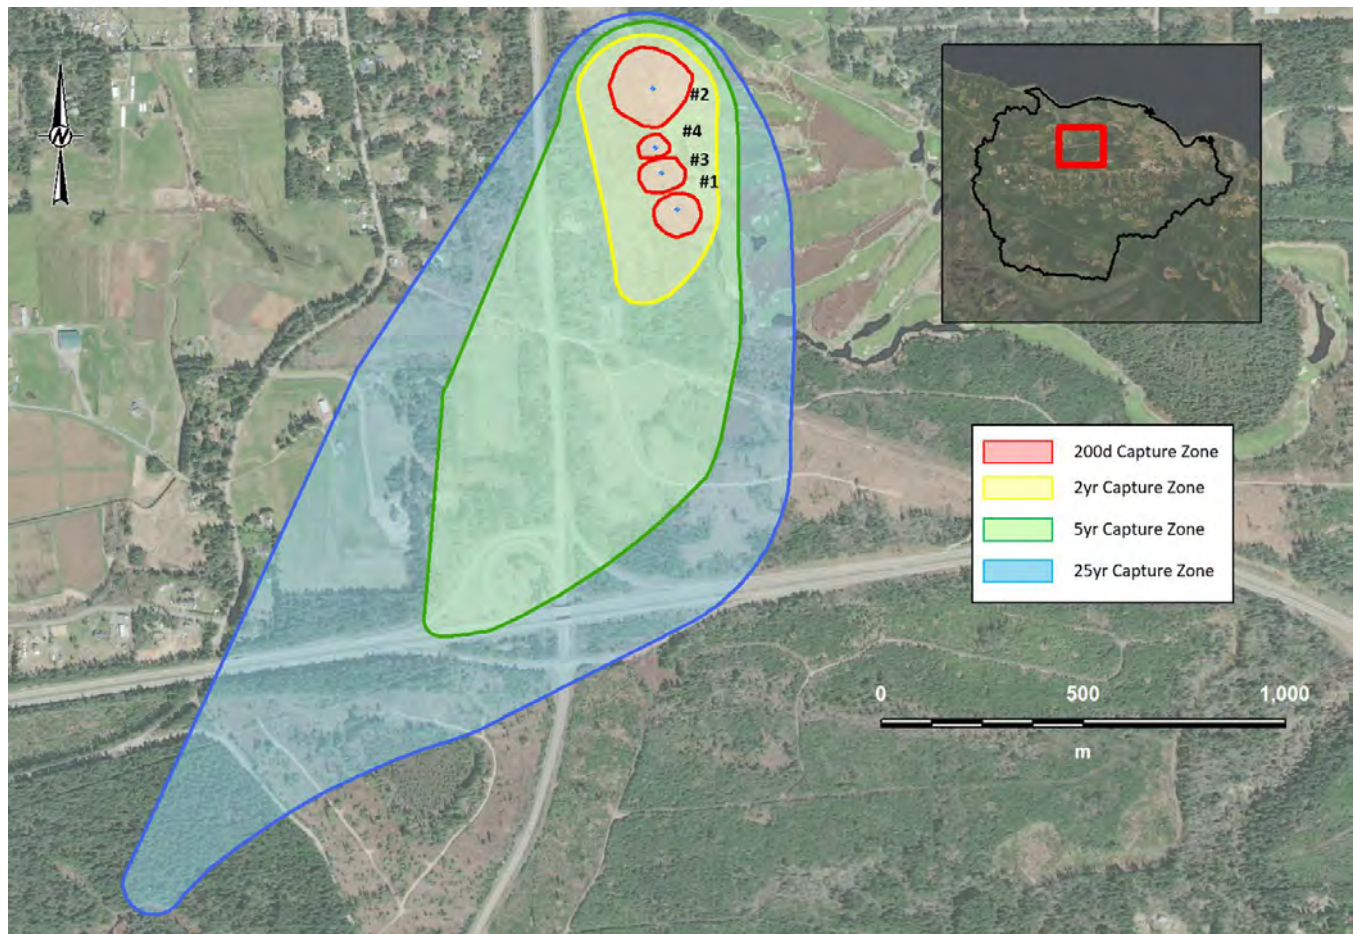 N
#2
#4
#3
#1
200d Capture Zone
2yr Capture Zone
5yr Capture Zone
25yr Capture Zone
0 500 1,000
m